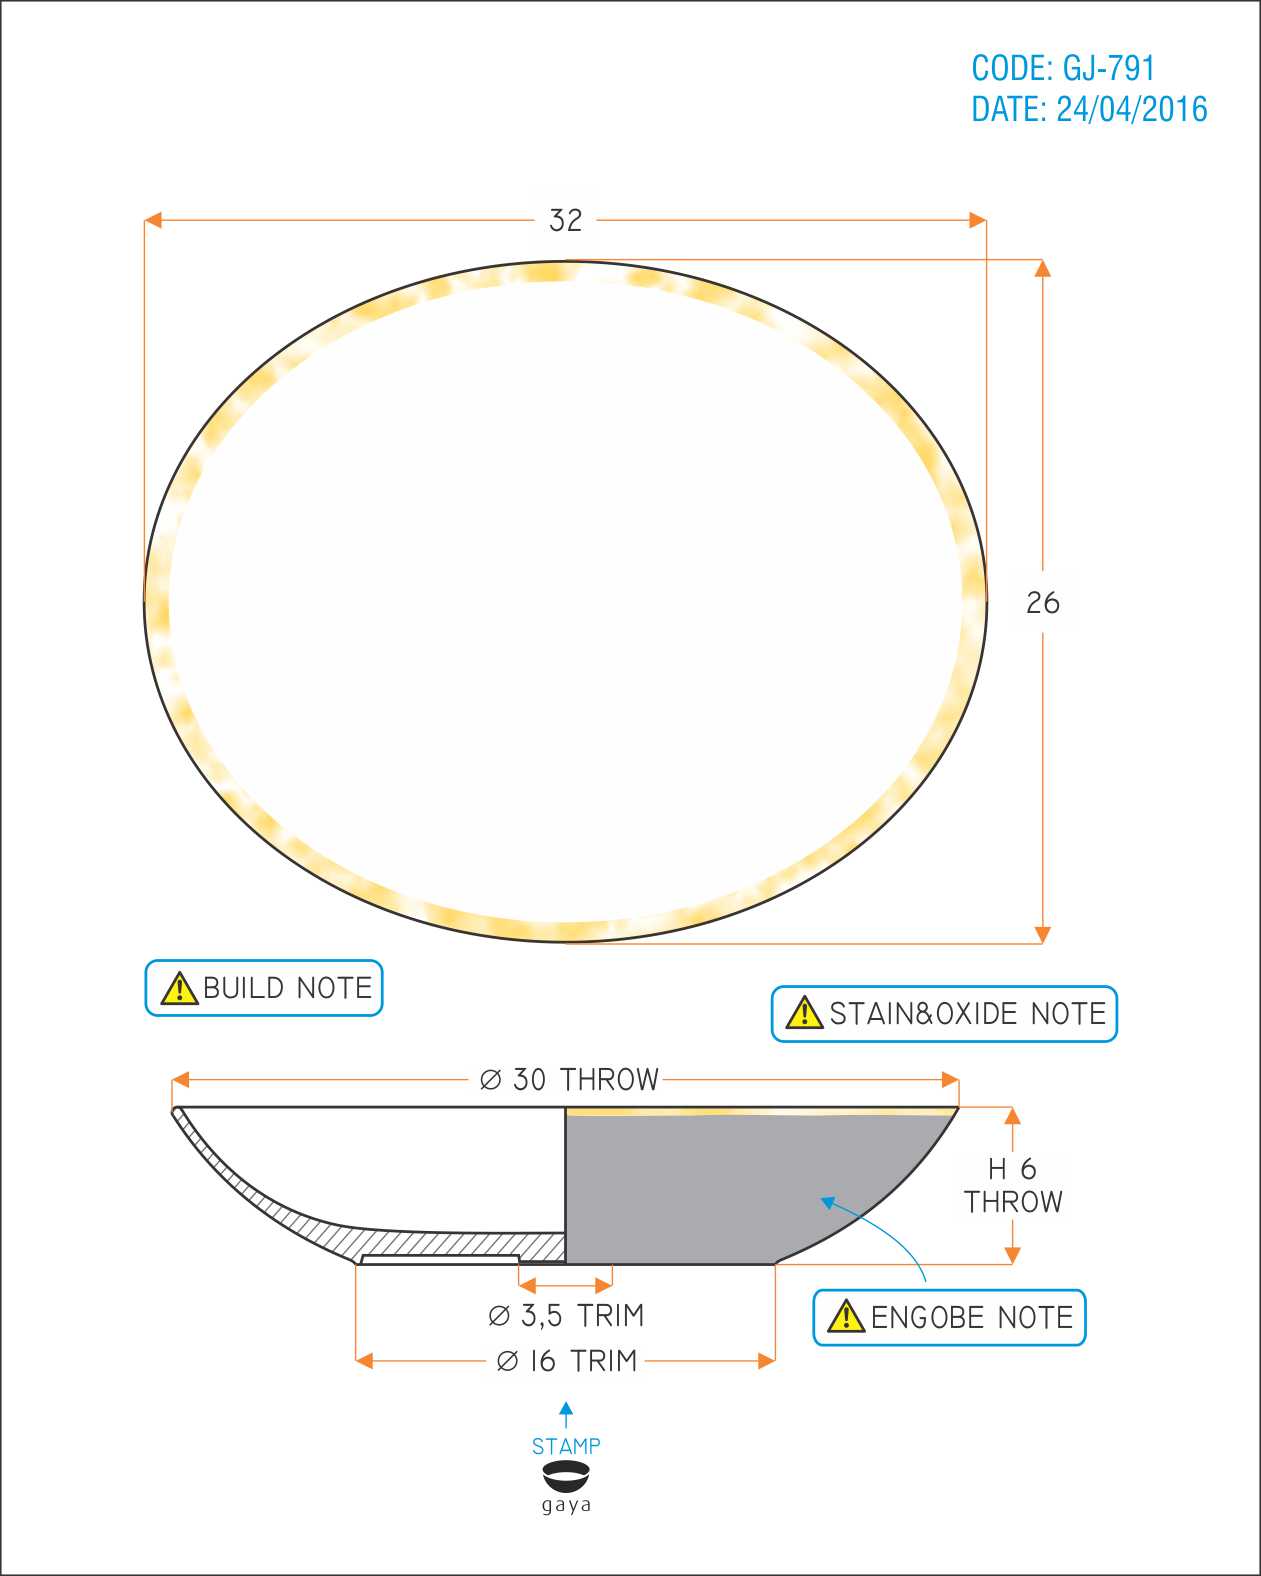 CODE: GJ-791
DATE: 24/04/2016
32
26
BUILD NOTE
STAIN&OXIDE NOTE
Ø 30 THROW
H 6
THROW
Ø 3,5 TRIM
ENGOBE NOTE
Ø 16 TRIM
STAMP
gaya